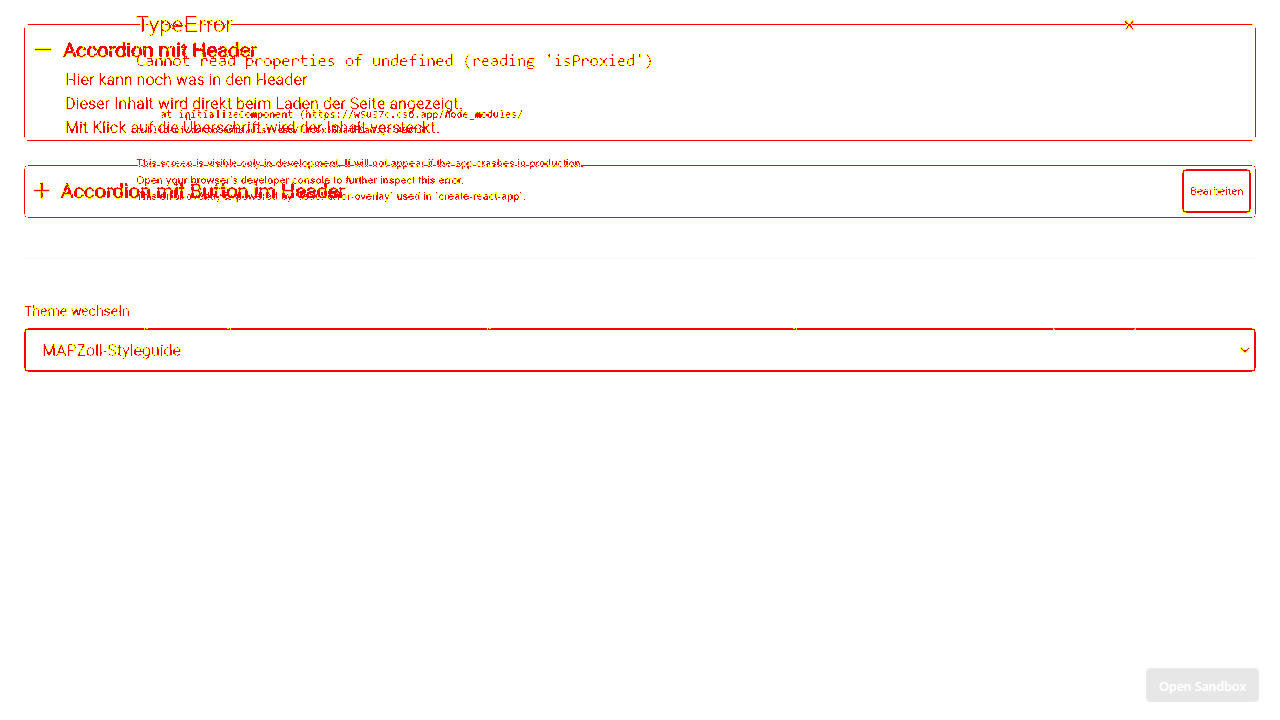 TypeError
×
Accordion mit Header
Cannot read properties of undefined (reading 'isProxied')
Hier kann noch was in den Header
Dieser Inhalt wird direkt beim Laden der Seite angezeigt.
at initializeComponent (https://wsus7c.csb.app/node_modules/
Mit Klick auf die Überschrift wird der Inhalt versteckt.
This screen is visible only in development. It will not appear if the app crashes in production.
Open your browser's developer console to further inspect this error.
Accordion mit Button im Header
Bearbeiten
This error overlay is powered by `react-error-overlay` used in `create-react-app`.
Theme wechseln
MAPZoll-Styleguide
Open Sandbox